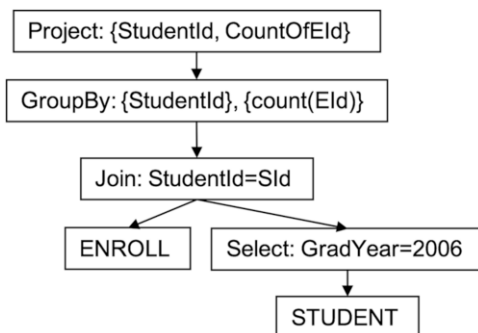 Project: {StudentId, CountOfEId}
GroupBy: {StudentId}, {count(EId)}
Join: StudentId=SId
ENROLL
Select: GradYear=2006
STUDENT